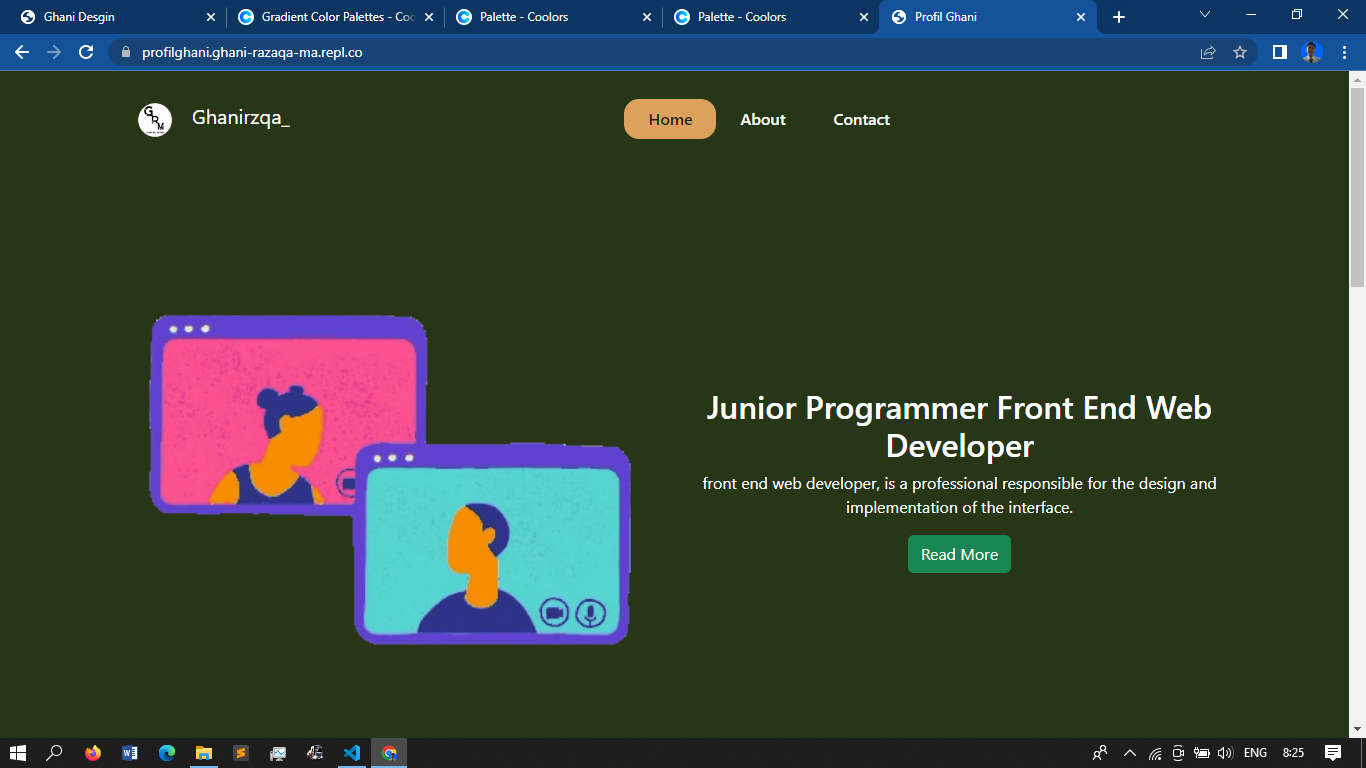 Ghani Desgin
Gradient Color Palettes - Coo
Palette - Coolors
Palette - Coolors
Profil Ghani
profilghani.ghani-razaqa-ma.repl.co
GRM
Ghanirzqa_
Home
About
Contact
Junior Programmer Front End Web
Developer
front end web developer, is a professional responsible for the design and
implementation of the interface.
Read More
ENG
8:25